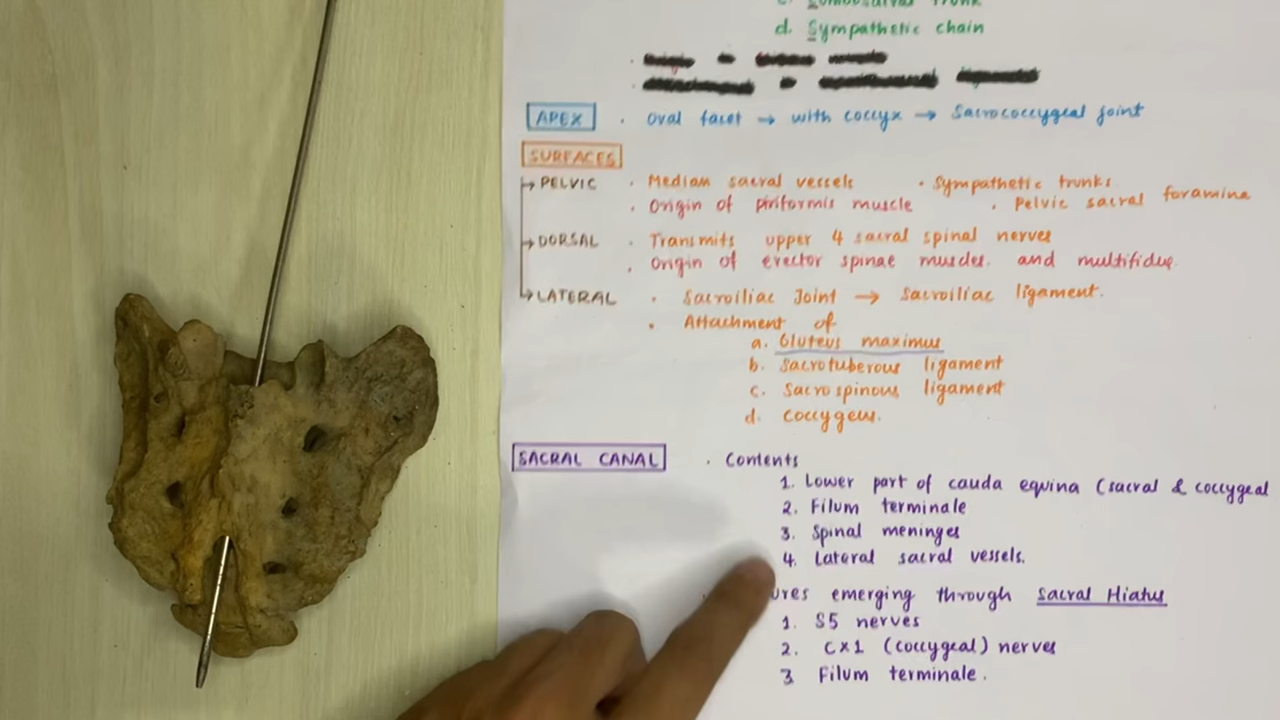 d. Sympathetic chain
APEX . Oval facet → with coccyx → Sacrococcygeal joint
SURFACES
→ PELVIC . Median sacral vessels . Sympathetic trunks
. Origin of piriformis muscle . Pelvic sacral foramina
→ DORSAL . Transmits upper 4 sacral spinal nerves
. Origin of erector spinae muscles. and multifidus
→ LATERAL . Sacroiliac Joint → Sacroiliac ligament.
. Attachment of
a. Gluteus maximus
b. Sacrotuberous ligament
c. Sacrospinous ligament
d. Coccygeus.
SACRAL CANAL . Contents
1. Lower part of cauda equina (sacral & coccygeal
2. Filum terminale
3. Spinal meninges
4. Lateral sacral vessels.
ures emerging through Sacral Hiatus
1. S5 nerves
2. CX1 (coccygeal) nerves
3 Filum terminale.